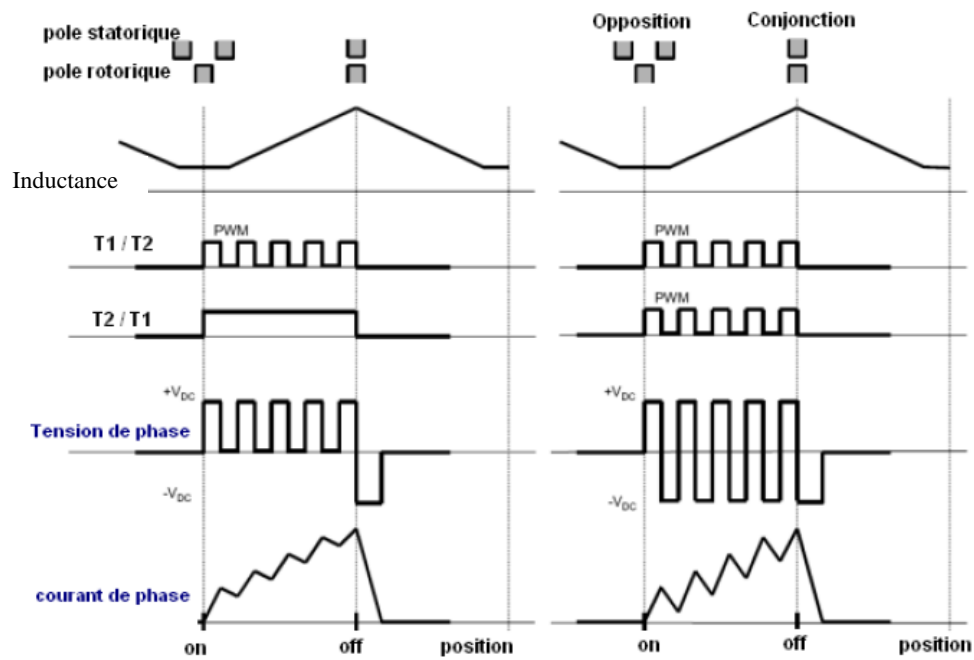 pole statorique
pole rotorique
Opposition
Conjonction
Inductance
T1 / T2
PWM
PWM
T2 / T1
PWM
+VDC
+VDC
Tension de phase
-VDC
-VDC
courant de phase
on
off
position
on
off
position